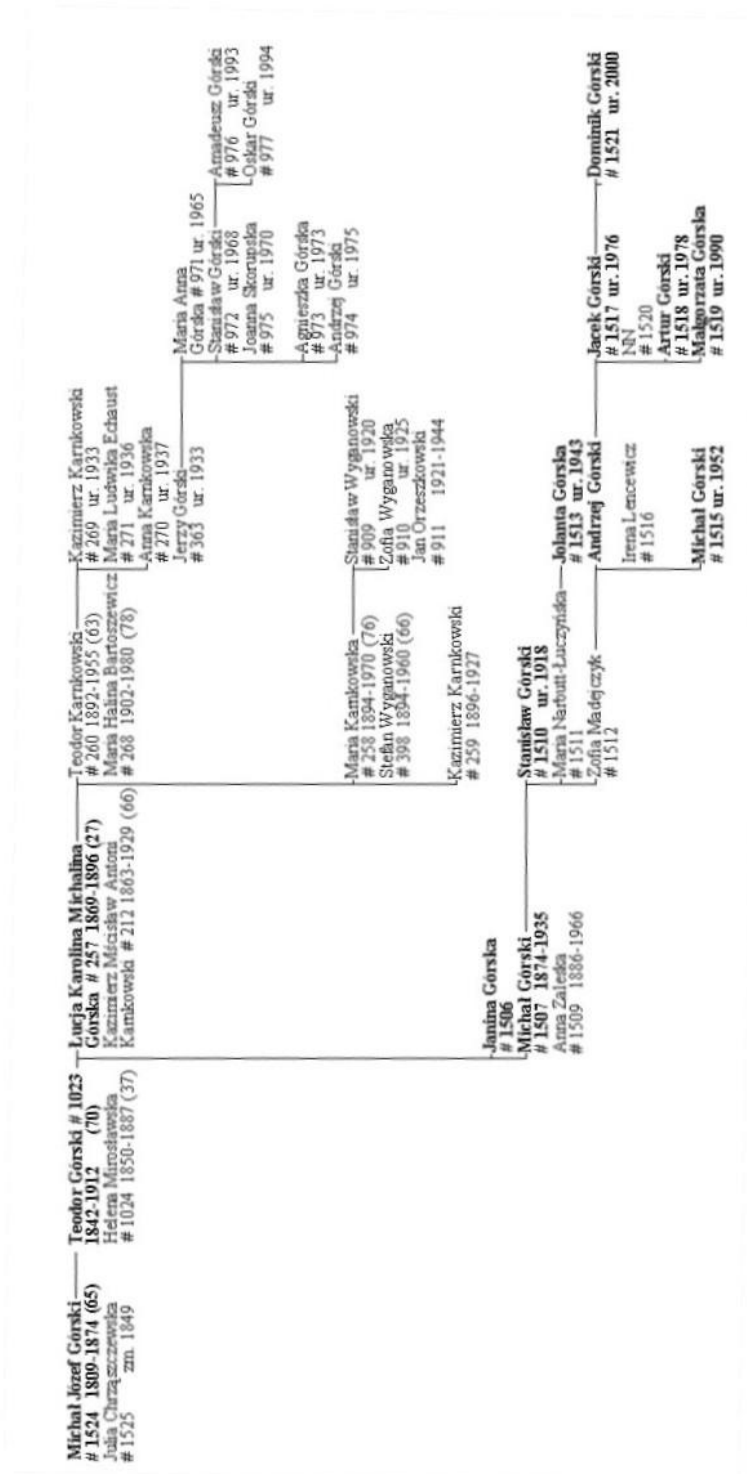 Michał Józef Górski
# 1524 1809-1874 (65)
Julia Chrząszczewska
# 1525 zm. 1849
Teodor Górski # 1023
1842-1912 (70)
Helena Mirosławska
# 1024 1850-1887 (37)
Łucja Karolina Michalina
Górska # 257 1869-1896 (27)
Kazimierz Mścisław Antoni
Karnkowski # 212 1863-1929 (66)
Janina Górska
# 1506
Michał Górski
# 1507 1874-1935
Anna Zaleska
# 1509 1886-1966
Teodor Karnkowski
# 260 1892-1955 (63)
Maria Halina Bartoszewicz
# 268 1902-1980 (78)
Maria Karnkowska
# 258 1894-1970 (76)
Stefan Wyganowski
# 398 1894-1960 (66)
Kazimierz Karnkowski
# 259 1896-1927
Stanisław Górski
# 1510 ur. 1918
Maria Narbutt-Łuczyńska
# 1511
Zofia Madejczyk
# 1512
Kazimierz Karnkowski
# 269 ur. 1933
Maria Ludwika Echaust
# 271 ur. 1936
Anna Karnkowska
# 270 ur. 1937
Jerzy Górski
# 363 ur. 1933
Stanisław Wyganowski
# 909 ur. 1920
Zofia Wyganowska
# 910 ur. 1925
Jan Orzeszkowski
# 911 1921-1944
Jolanta Górska
# 1513 ur. 1943
Andrzej Górski
Irena Lencewicz
# 1516
Michał Górski
# 1515 ur. 1952
Maria Anna
Górska # 971 ur. 1965
Stanisław Górski
# 972 ur. 1968
Joanna Skorupska
# 975 ur. 1970
Agnieszka Górska
# 973 ur. 1973
Andrzej Górski
# 974 ur. 1975
Jacek Górski
# 1517 ur. 1976
NN
# 1520
Artur Górski
# 1518 ur. 1978
Małgorzata Górska
# 1519 ur. 1990
Amadeusz Górski
# 976 ur. 1993
Oskar Górski
# 977 ur. 1994
Dominik Górski
# 1521 ur. 2000